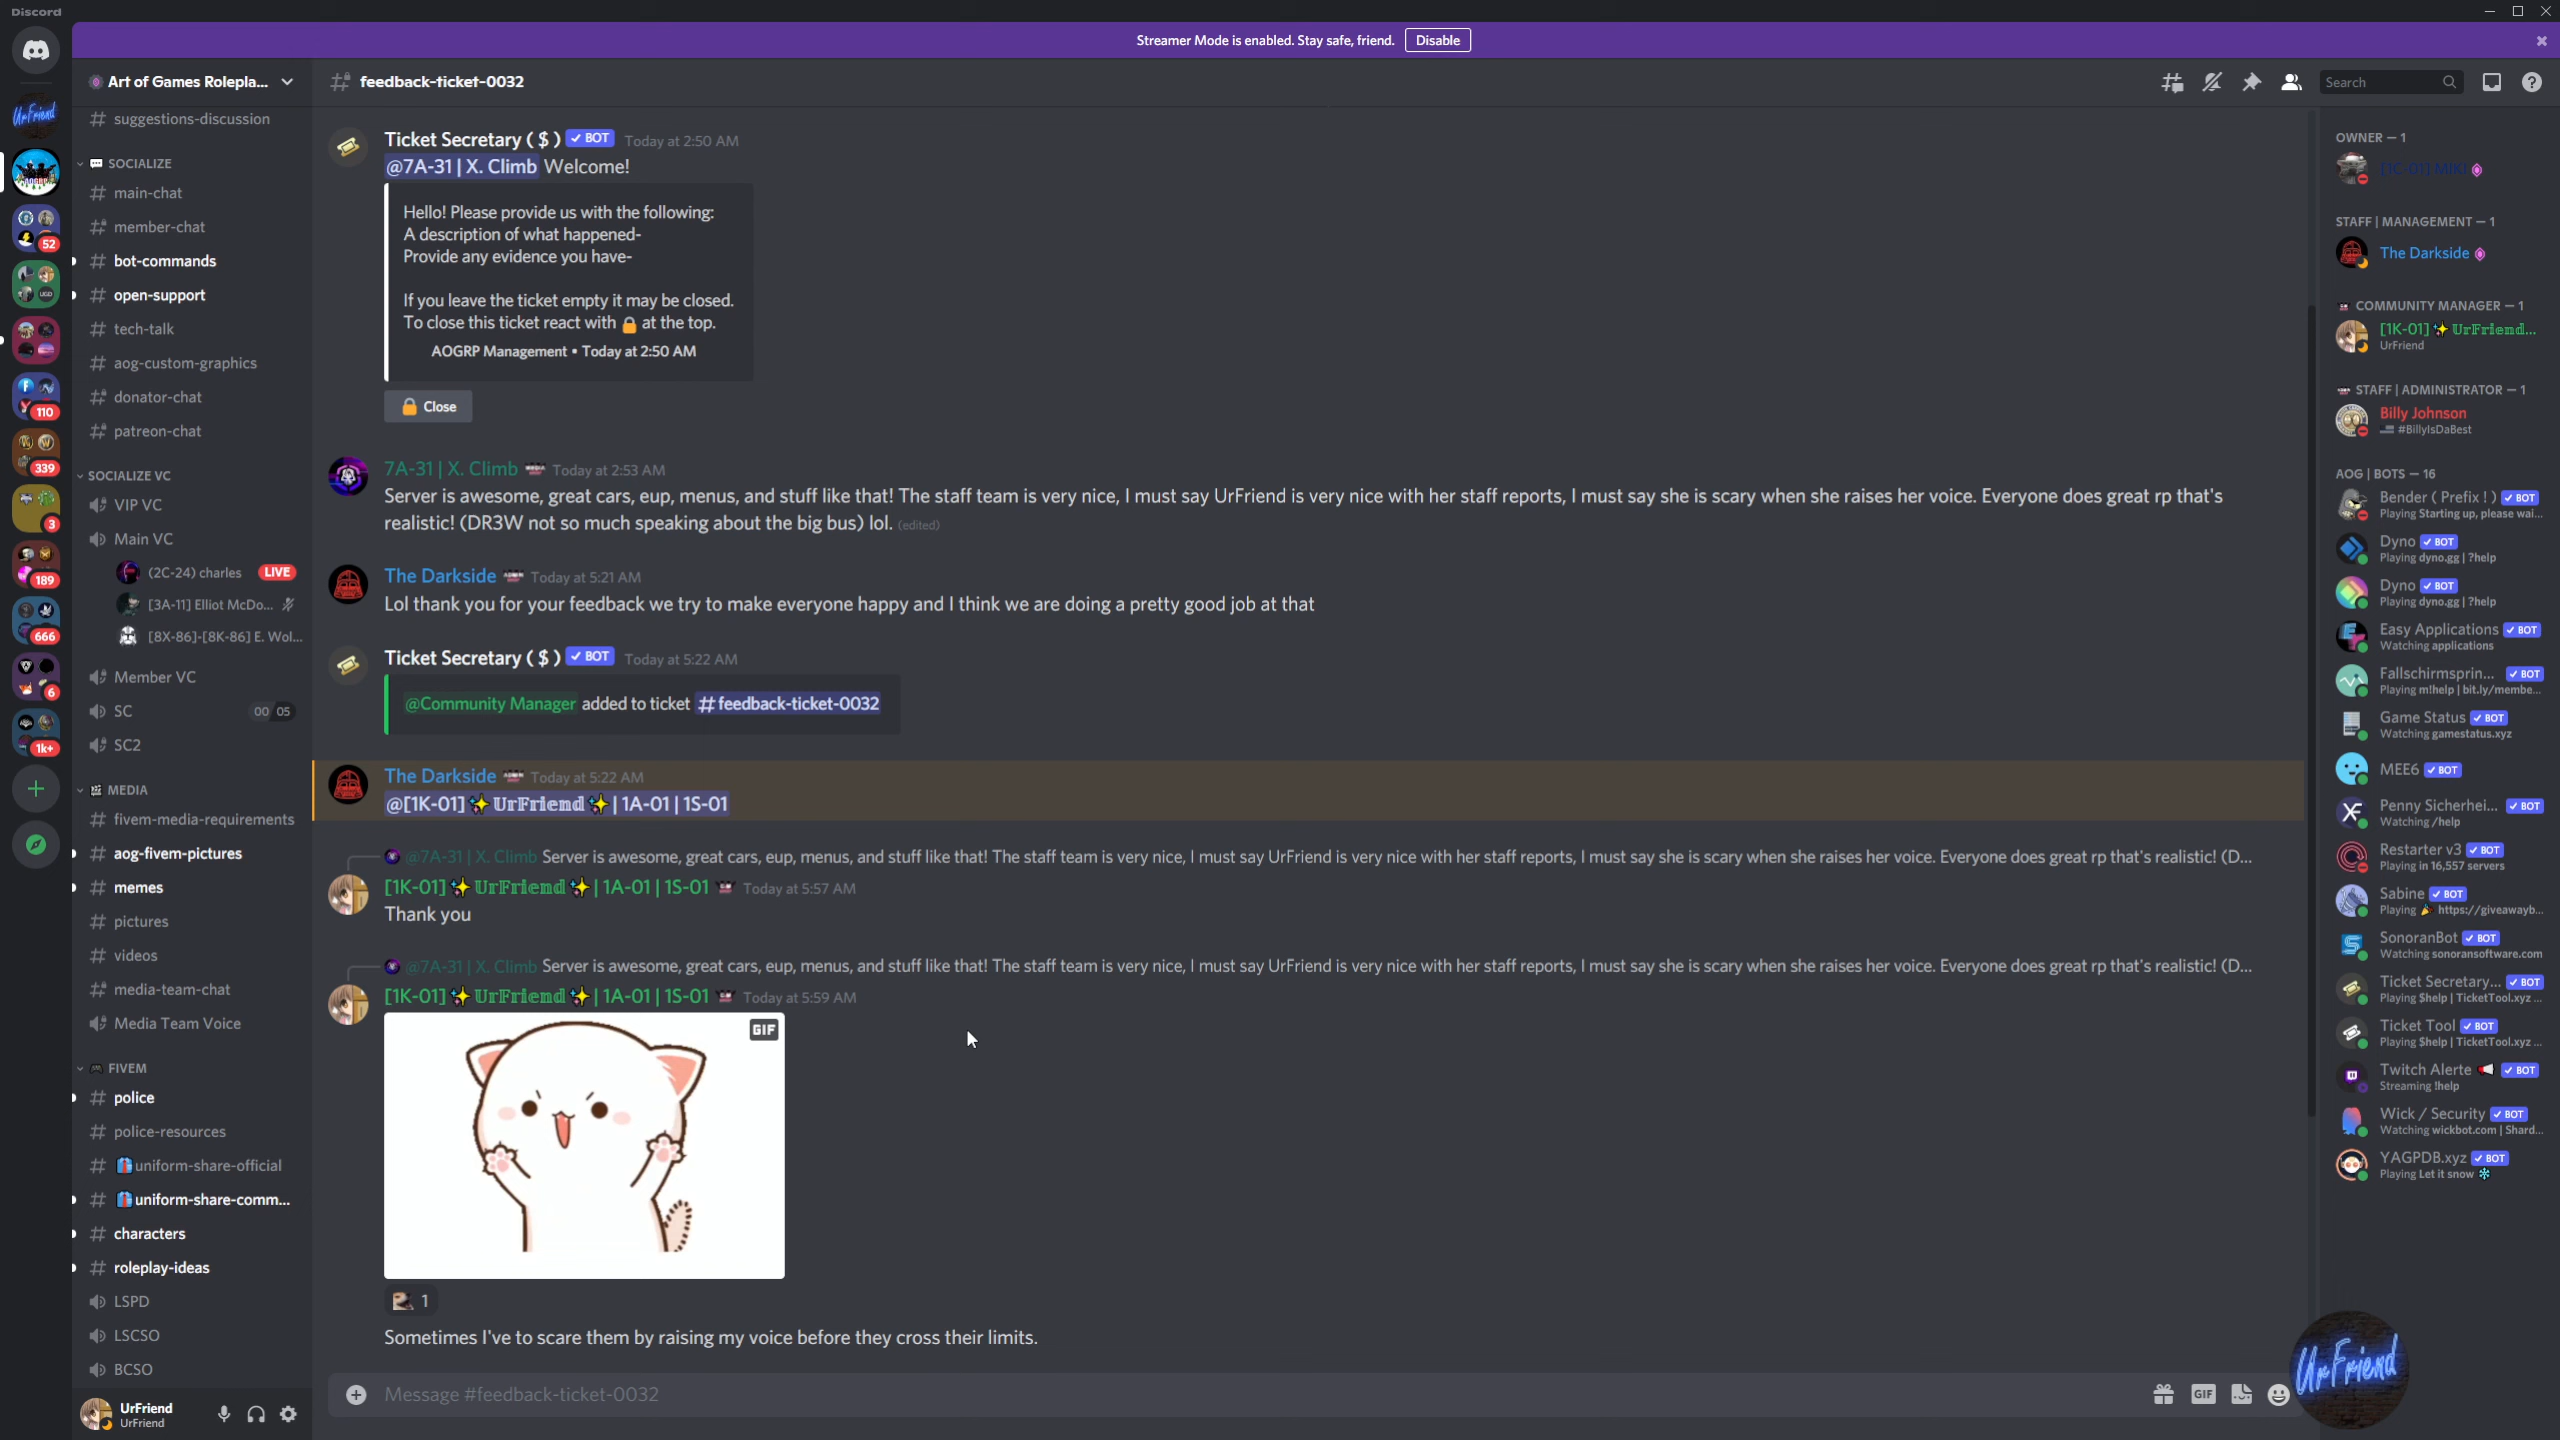 Discord
Streamer Mode is enabled. Stay safe, friend. Disable
Art of Games Rolepla...
feedback-ticket-0032
Search
suggestions-discussion
SOCIALIZE
main-chat
member-chat
bot-commands
open-support
tech-talk
aog-custom-graphics
donator-chat
patreon-chat
SOCIALIZE VC
VIP VC
Main VC
(2C-24) charles LIVE
[3A-11] Elliot McDo...
[8X-86]-[8K-86] E. Wol...
Member VC
SC 00 05
SC2
MEDIA
fivem-media-requirements
aog-fivem-pictures
memes
pictures
videos
media-team-chat
Media Team Voice
FIVEM
police
police-resources
uniform-share-official
uniform-share-comm...
characters
roleplay-ideas
LSPD
LSCSO
BCSO
UrFriend
UrFriend
UrFriend
52
110
339
3
189
666
6
1k+
Ticket Secretary ( $ ) ✓ BOT Today at 2:50 AM
@7A-31 | X. Climb Welcome!
Hello! Please provide us with the following:
A description of what happened-
Provide any evidence you have-
If you leave the ticket empty it may be closed.
To close this ticket react with 🔒 at the top.
AOGRP Management • Today at 2:50 AM
🔒 Close
7A-31 | X. Climb Today at 2:53 AM
Server is awesome, great cars, eup, menus, and stuff like that! The staff team is very nice, I must say UrFriend is very nice with her staff reports, I must say she is scary when she raises her voice. Everyone does great rp that's
realistic! (DR3W not so much speaking about the big bus) lol. (edited)
The Darkside Today at 5:21 AM
Lol thank you for your feedback we try to make everyone happy and I think we are doing a pretty good job at that
Ticket Secretary ( $ ) ✓ BOT Today at 5:22 AM
@Community Manager added to ticket # feedback-ticket-0032
The Darkside Today at 5:22 AM
@[1K-01] ✨ 𝕌𝕣𝔽𝕣𝕚𝕖𝕟𝕕 ✨ | 1A-01 | 1S-01
@7A-31 | X. Climb Server is awesome, great cars, eup, menus, and stuff like that! The staff team is very nice, I must say UrFriend is very nice with her staff reports, I must say she is scary when she raises her voice. Everyone does great rp that's realistic! (D...
[1K-01] ✨ 𝕌𝕣𝔽𝕣𝕚𝕖𝕟𝕕 ✨ | 1A-01 | 1S-01 Today at 5:57 AM
Thank you
@7A-31 | X. Climb Server is awesome, great cars, eup, menus, and stuff like that! The staff team is very nice, I must say UrFriend is very nice with her staff reports, I must say she is scary when she raises her voice. Everyone does great rp that's realistic! (D...
[1K-01] ✨ 𝕌𝕣𝔽𝕣𝕚𝕖𝕟𝕕 ✨ | 1A-01 | 1S-01 Today at 5:59 AM
GIF
1
Sometimes I've to scare them by raising my voice before they cross their limits.
Message #feedback-ticket-0032
GIF
UrFriend
OWNER — 1
[1C-01] MIKI
STAFF | MANAGEMENT — 1
The Darkside
COMMUNITY MANAGER — 1
[1K-01] ✨ 𝕌𝕣𝔽𝕣𝕚𝕖𝕟𝕕...
UrFriend
STAFF | ADMINISTRATOR — 1
Billy Johnson
#BillyIsDaBest
AOG | BOTS — 16
Bender ( Prefix ! ) ✓ BOT
Playing Starting up, please wai...
Dyno ✓ BOT
Playing dyno.gg | ?help
Dyno ✓ BOT
Playing dyno.gg | ?help
Easy Applications ✓ BOT
Watching applications
Fallschirmsprin... ✓ BOT
Playing m!help | bit.ly/membe...
Game Status ✓ BOT
Watching gamestatus.xyz
MEE6 ✓ BOT
Penny Sicherhei... ✓ BOT
Watching /help
Restarter v3 ✓ BOT
Playing in 16,557 servers
Sabine ✓ BOT
Playing 🎉 https://giveawayb...
SonoranBot ✓ BOT
Watching sonoransoftware.com
Ticket Secretary... ✓ BOT
Playing $help | TicketTool.xyz ...
Ticket Tool ✓ BOT
Playing $help | TicketTool.xyz ...
Twitch Alerte ✓ BOT
Streaming !help
Wick / Security ✓ BOT
Watching wickbot.com | Shard...
YAGPDB.xyz ✓ BOT
Playing Let it snow ❄